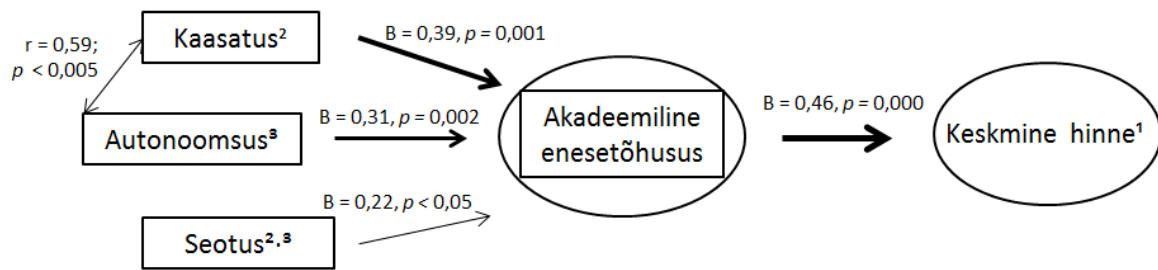 r = 0,59;
p < 0,005
Kaasatus²
B = 0,39, p = 0,001
Autonoomsus³
B = 0,31, p = 0,002
Akadeemiline
enesetõhusus
B = 0,46, p = 0,000
Keskmine hinne¹
B = 0,22, p < 0,05
Seotus²·³